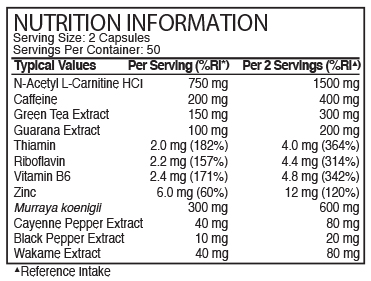 NUTRITION INFORMATION
Serving Size: 2 Capsules
Servings Per Container: 50
Typical Values Per Serving (%RI*) Per 2 Servings (%RI▲)
N-Acetyl L-Carnitine HCl 750 mg 1500 mg
Caffeine 200 mg 400 mg
Green Tea Extract 150 mg 300 mg
Guarana Extract 100 mg 200 mg
Thiamin 2.0 mg (182%) 4.0 mg (364%)
Riboflavin 2.2 mg (157%) 4.4 mg (314%)
Vitamin B6 2.4 mg (171%) 4.8 mg (342%)
Zinc 6.0 mg (60%) 12 mg (120%)
Murraya koenigii 300 mg 600 mg
Cayenne Pepper Extract 40 mg 80 mg
Black Pepper Extract 10 mg 20 mg
Wakame Extract 40 mg 80 mg
▲Reference Intake